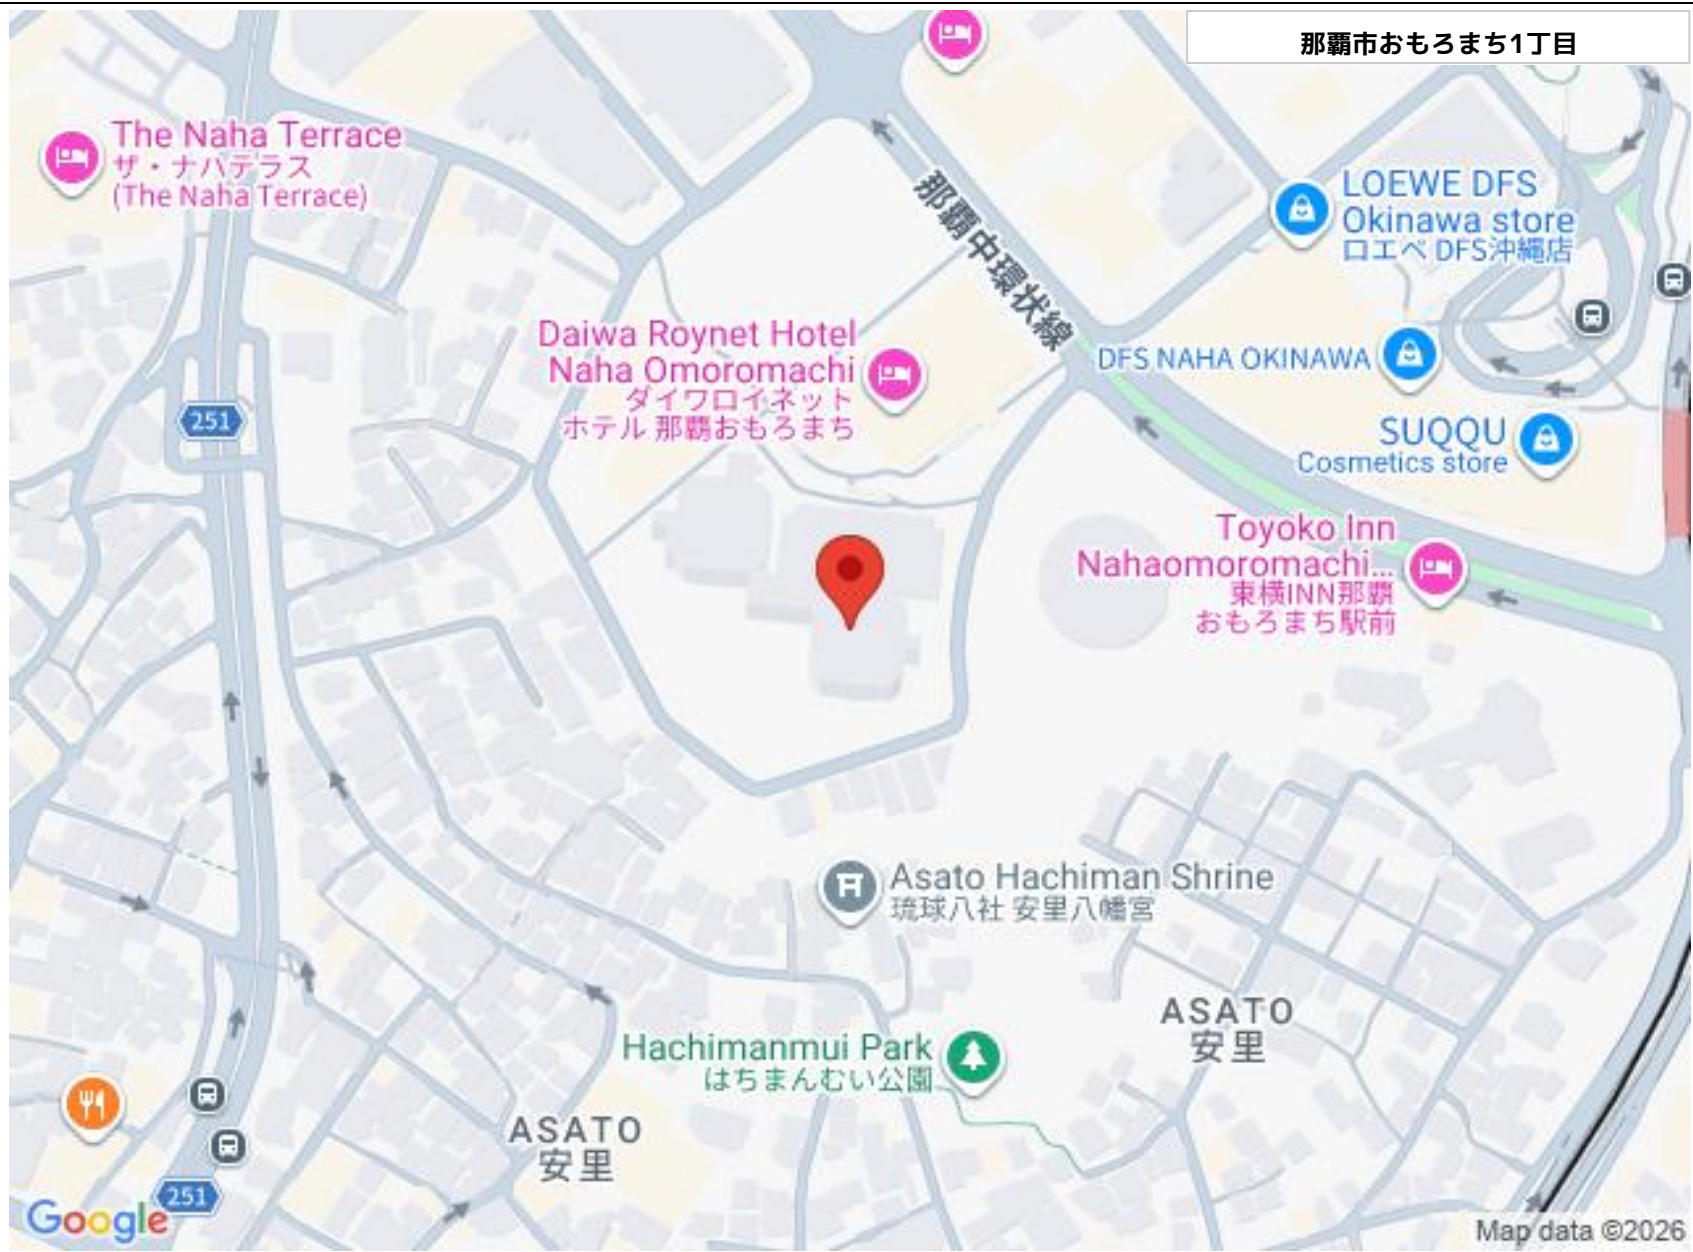 那覇市おもろまち1丁目
The Naha Terrace
ザ・ナハテラス
(The Naha Terrace)
那覇中環状線
LOEWE DFS
Okinawa store
ロエベ DFS沖縄店
Daiwa Roynet Hotel
Naha Omoromachi
ダイワロイネット
ホテル 那覇おもろまち
DFS NAHA OKINAWA
251
SUQQU
Cosmetics store
Toyoko Inn
Nahaomoromachi...
東横INN那覇
おもろまち駅前
Asato Hachiman Shrine
琉球八社 安里八幡宮
ASATO
安里
Hachimanmui Park
はちまんむい公園
ASATO
安里
251
Google
Map data ©2026